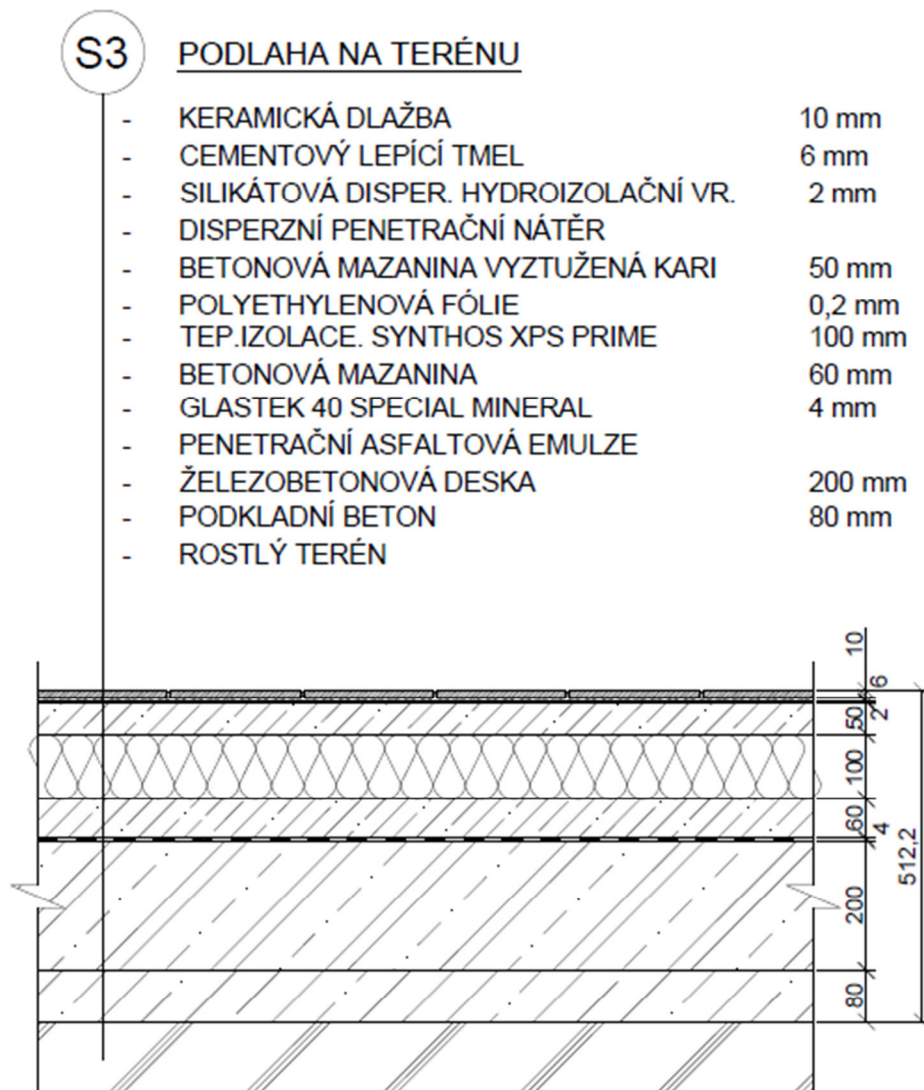 S3 PODLAHA NA TERÉNU
- KERAMICKÁ DLAŽBA 10 mm
- CEMENTOVÝ LEPÍCÍ TMEL 6 mm
- SILIKÁTOVÁ DISPER. HYDROIZOLAČNÍ VR. 2 mm
- DISPERZNÍ PENETRAČNÍ NÁTĚR
- BETONOVÁ MAZANINA VYZTUŽENÁ KARI 50 mm
- POLYETHYLENOVÁ FÓLIE 0,2 mm
- TEP.IZOLACE. SYNTHOS XPS PRIME 100 mm
- BETONOVÁ MAZANINA 60 mm
- GLASTEK 40 SPECIAL MINERAL 4 mm
- PENETRAČNÍ ASFALTOVÁ EMULZE
- ŽELEZOBETONOVÁ DESKA 200 mm
- PODKLADNÍ BETON 80 mm
- ROSTLÝ TERÉN
10
6
2
50
100
60
4
200
80
512,2